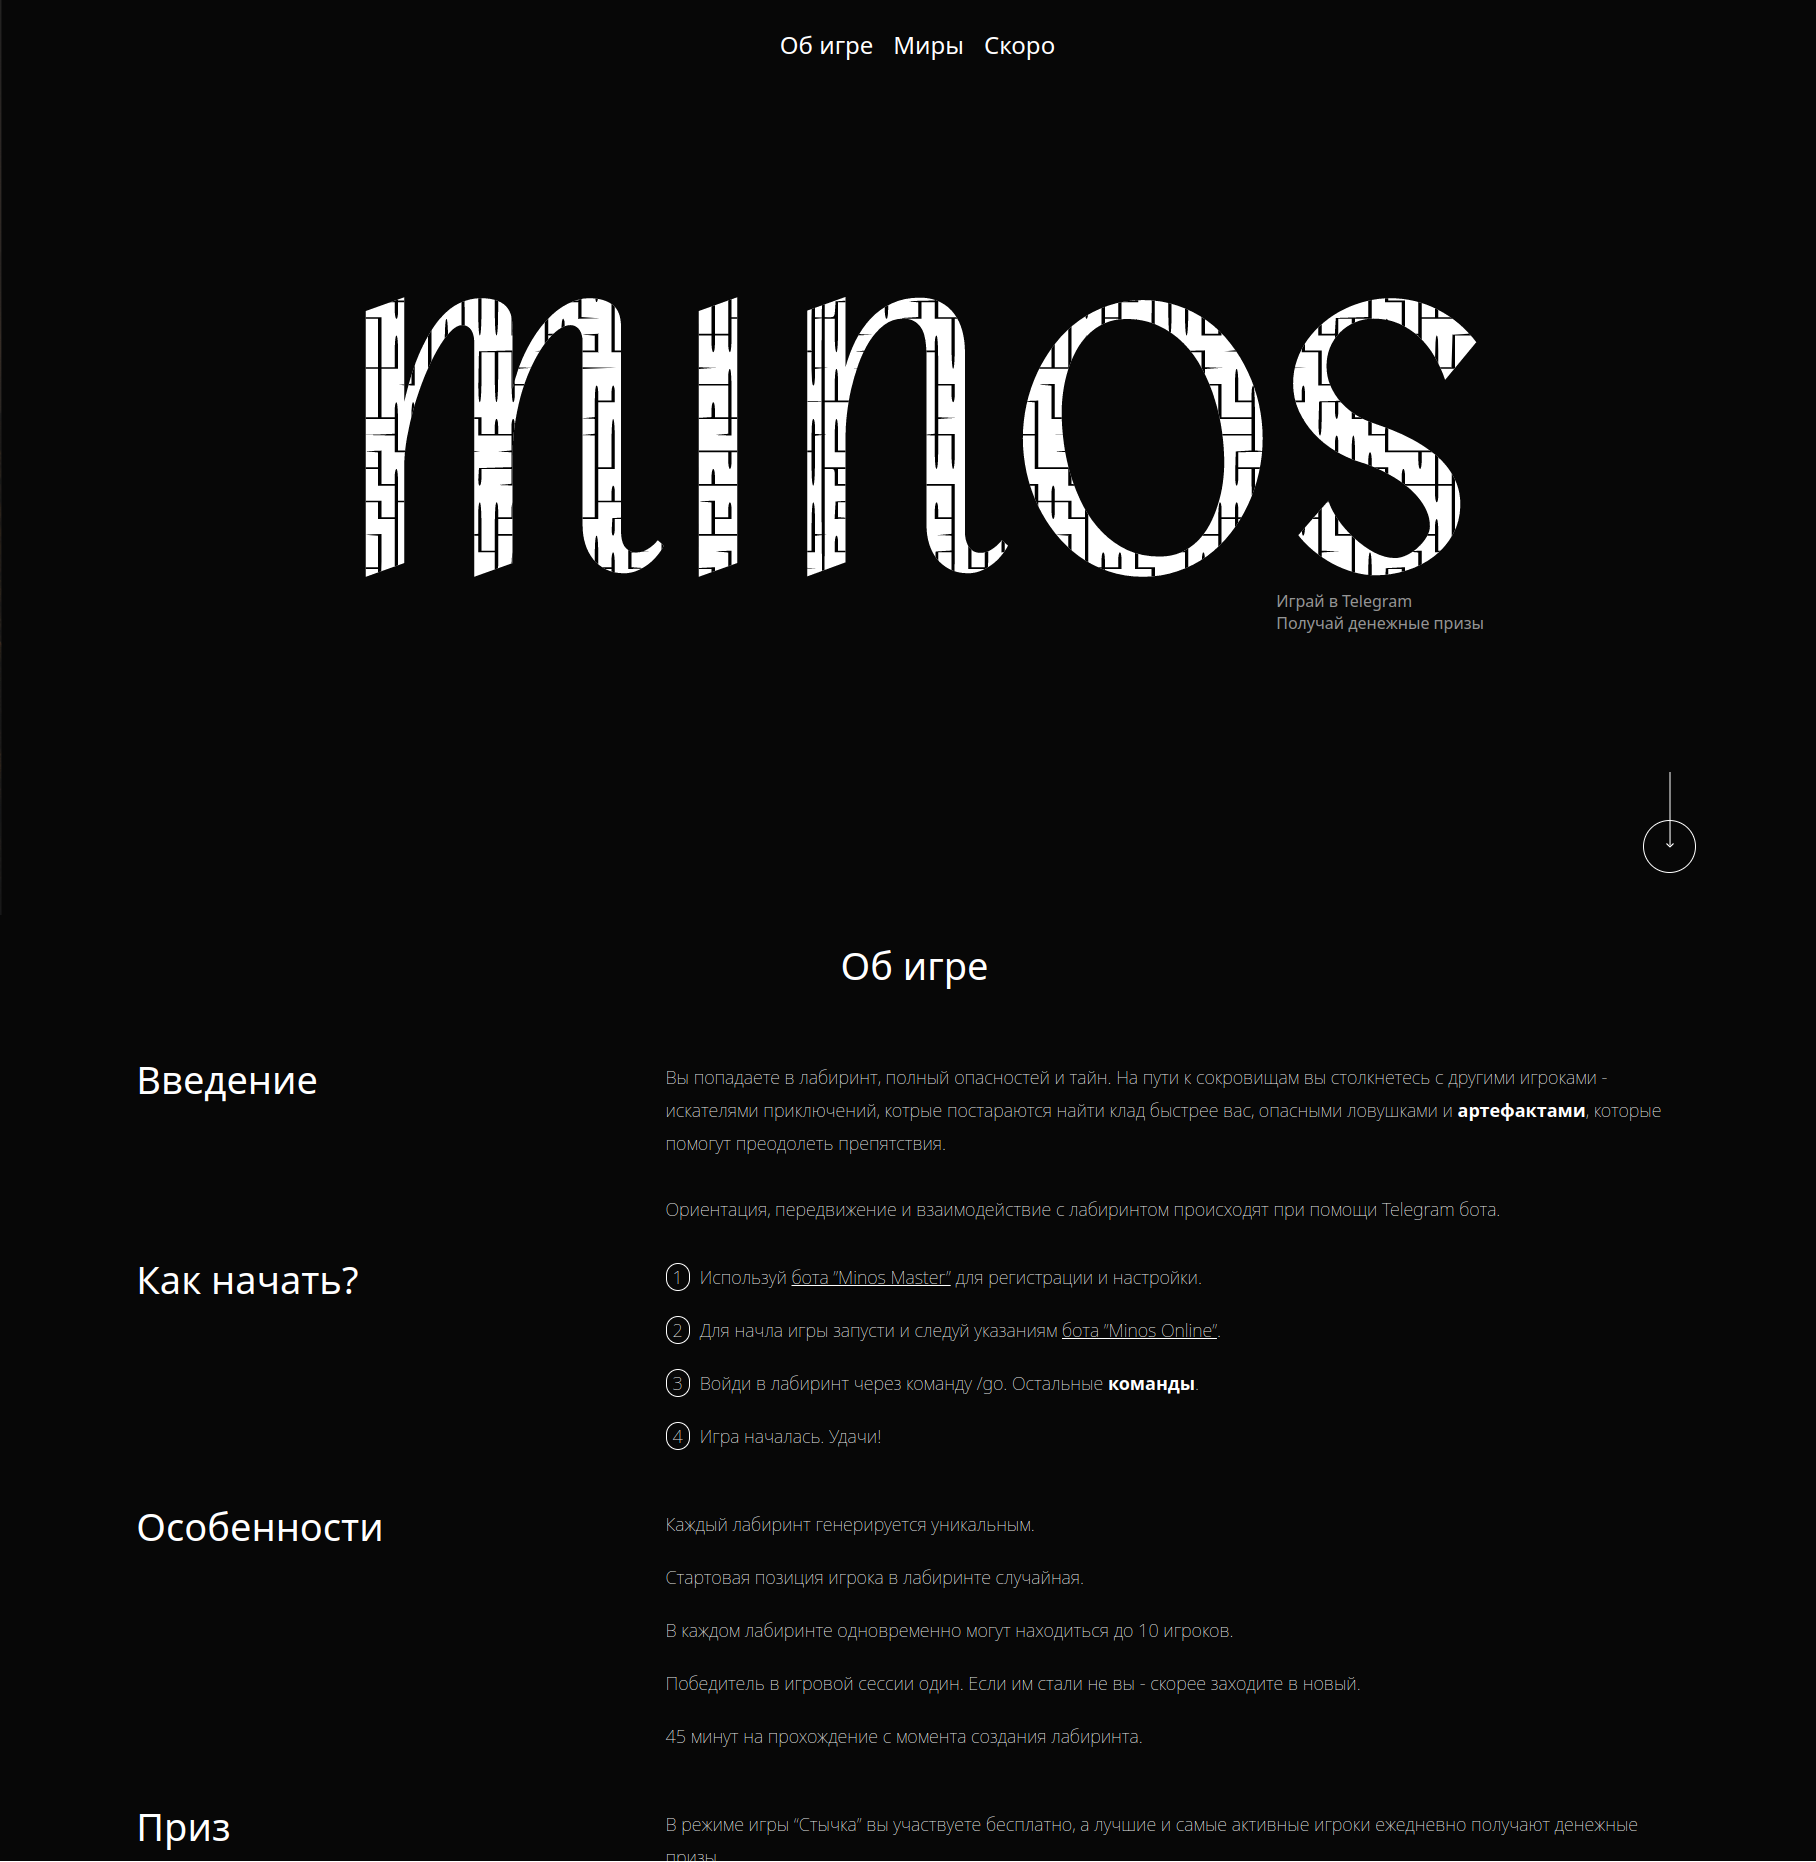 Об игре Миры Скоро
minos
Играй в Telegram
Получай денежные призы
Об игре
Введение
Вы попадаете в лабиринт, полный опасностей и тайн. На пути к сокровищам вы столкнетесь с другими игроками -
искателями приключений, котрые постараются найти клад быстрее вас, опасными ловушками и артефактами, которые
помогут преодолеть препятствия.
Ориентация, передвижение и взаимодействие с лабиринтом происходят при помощи Telegram бота.
Как начать?
1 Используй бота "Minos Master" для регистрации и настройки.
2 Для начла игры запусти и следуй указаниям бота "Minos Online".
3 Войди в лабиринт через команду /go. Остальные команды.
4 Игра началась. Удачи!
Особенности
Каждый лабиринт генерируется уникальным.
Стартовая позиция игрока в лабиринте случайная.
В каждом лабиринте одновременно могут находиться до 10 игроков.
Победитель в игровой сессии один. Если им стали не вы - скорее заходите в новый.
45 минут на прохождение с момента создания лабиринта.
Приз
В режиме игры “Стычка” вы участвуете бесплатно, а лучшие и самые активные игроки ежедневно получают денежные
призы.